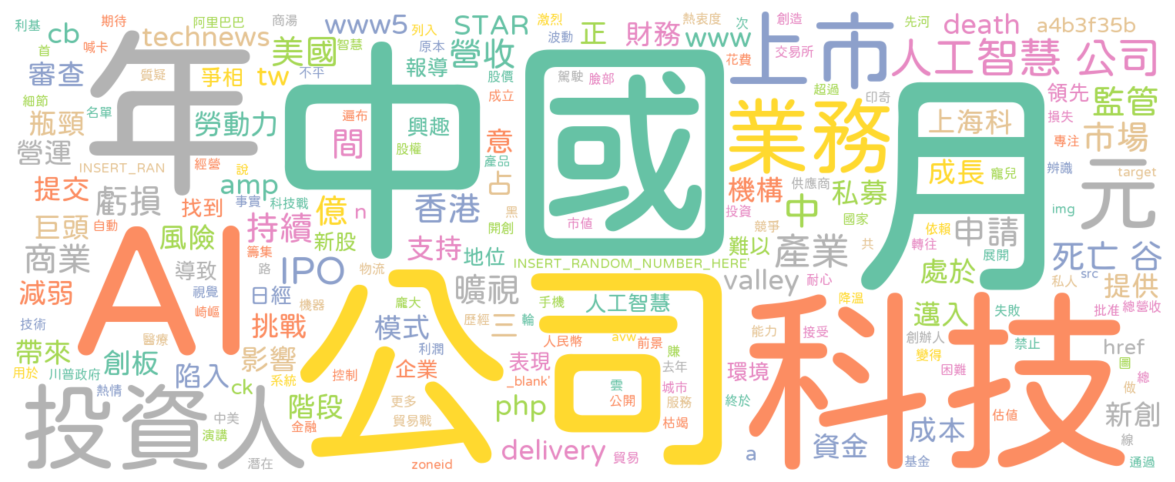 利基 期待 阿里巴巴 商湯 激烈 熱衷度 次 創造 先河
首 喊卡 cb technews 美國 智慧 www5 列入 原本 波動 STAR 正 財務 www 花費 交易所 上市 death a4b3f35b
審查 質疑 爭相 tw 不平 報導 營收 股價 駕駛 臉部 超過 印奇 人工智慧 公司
細節 名單 瓶頸 年 勞動力 遍布 興趣 成立 中國 業務 月 上海科 領先 監管
營運 INSERT_RAN 經營 說 間 股權 意 產品 損失 專注 市場
提交 虧損 amp 事實 科技戰 占 黑 機構 供應商 私募 成長 寵兒 辨識 target
巨頭 自動 找到 持續 億 n 香港 開創 市值 投資 競爭 中 國家 依賴 申請 元 img
商業 風險 籌集 新股 支持 地位 INSERT_RANDOM_NUMBER_HERE' 難以 產業 共 轉往 展開 死亡 谷
減弱 AI 導致 路 IPO 物流 曠視 valley 耐心 處於 src 提供
視覺 日經 龐大 手機 人工智慧 降溫 私人
技術 崎嶇 機器 挑戰 模式 歷經 三 輪 avw 前景 能力 接受 邁入 失敗 批准 總營收
帶來 醫療 影響 利潤 公司 人民幣 賺 創辦人 科技 禁止 href
用於 川普政府 創板 系統 控制 企業 表現 去年 環境 變得 圖 總
熱情 陷入 ck _blank' 雲 城市 困難 做
投資人 中美 階段 更多 php 公開 服務 終於 估值 新創
演講 金融 貿易戰 枯竭 成本 線
潛在 zoneid delivery 貿易 a 資金 基金 通過